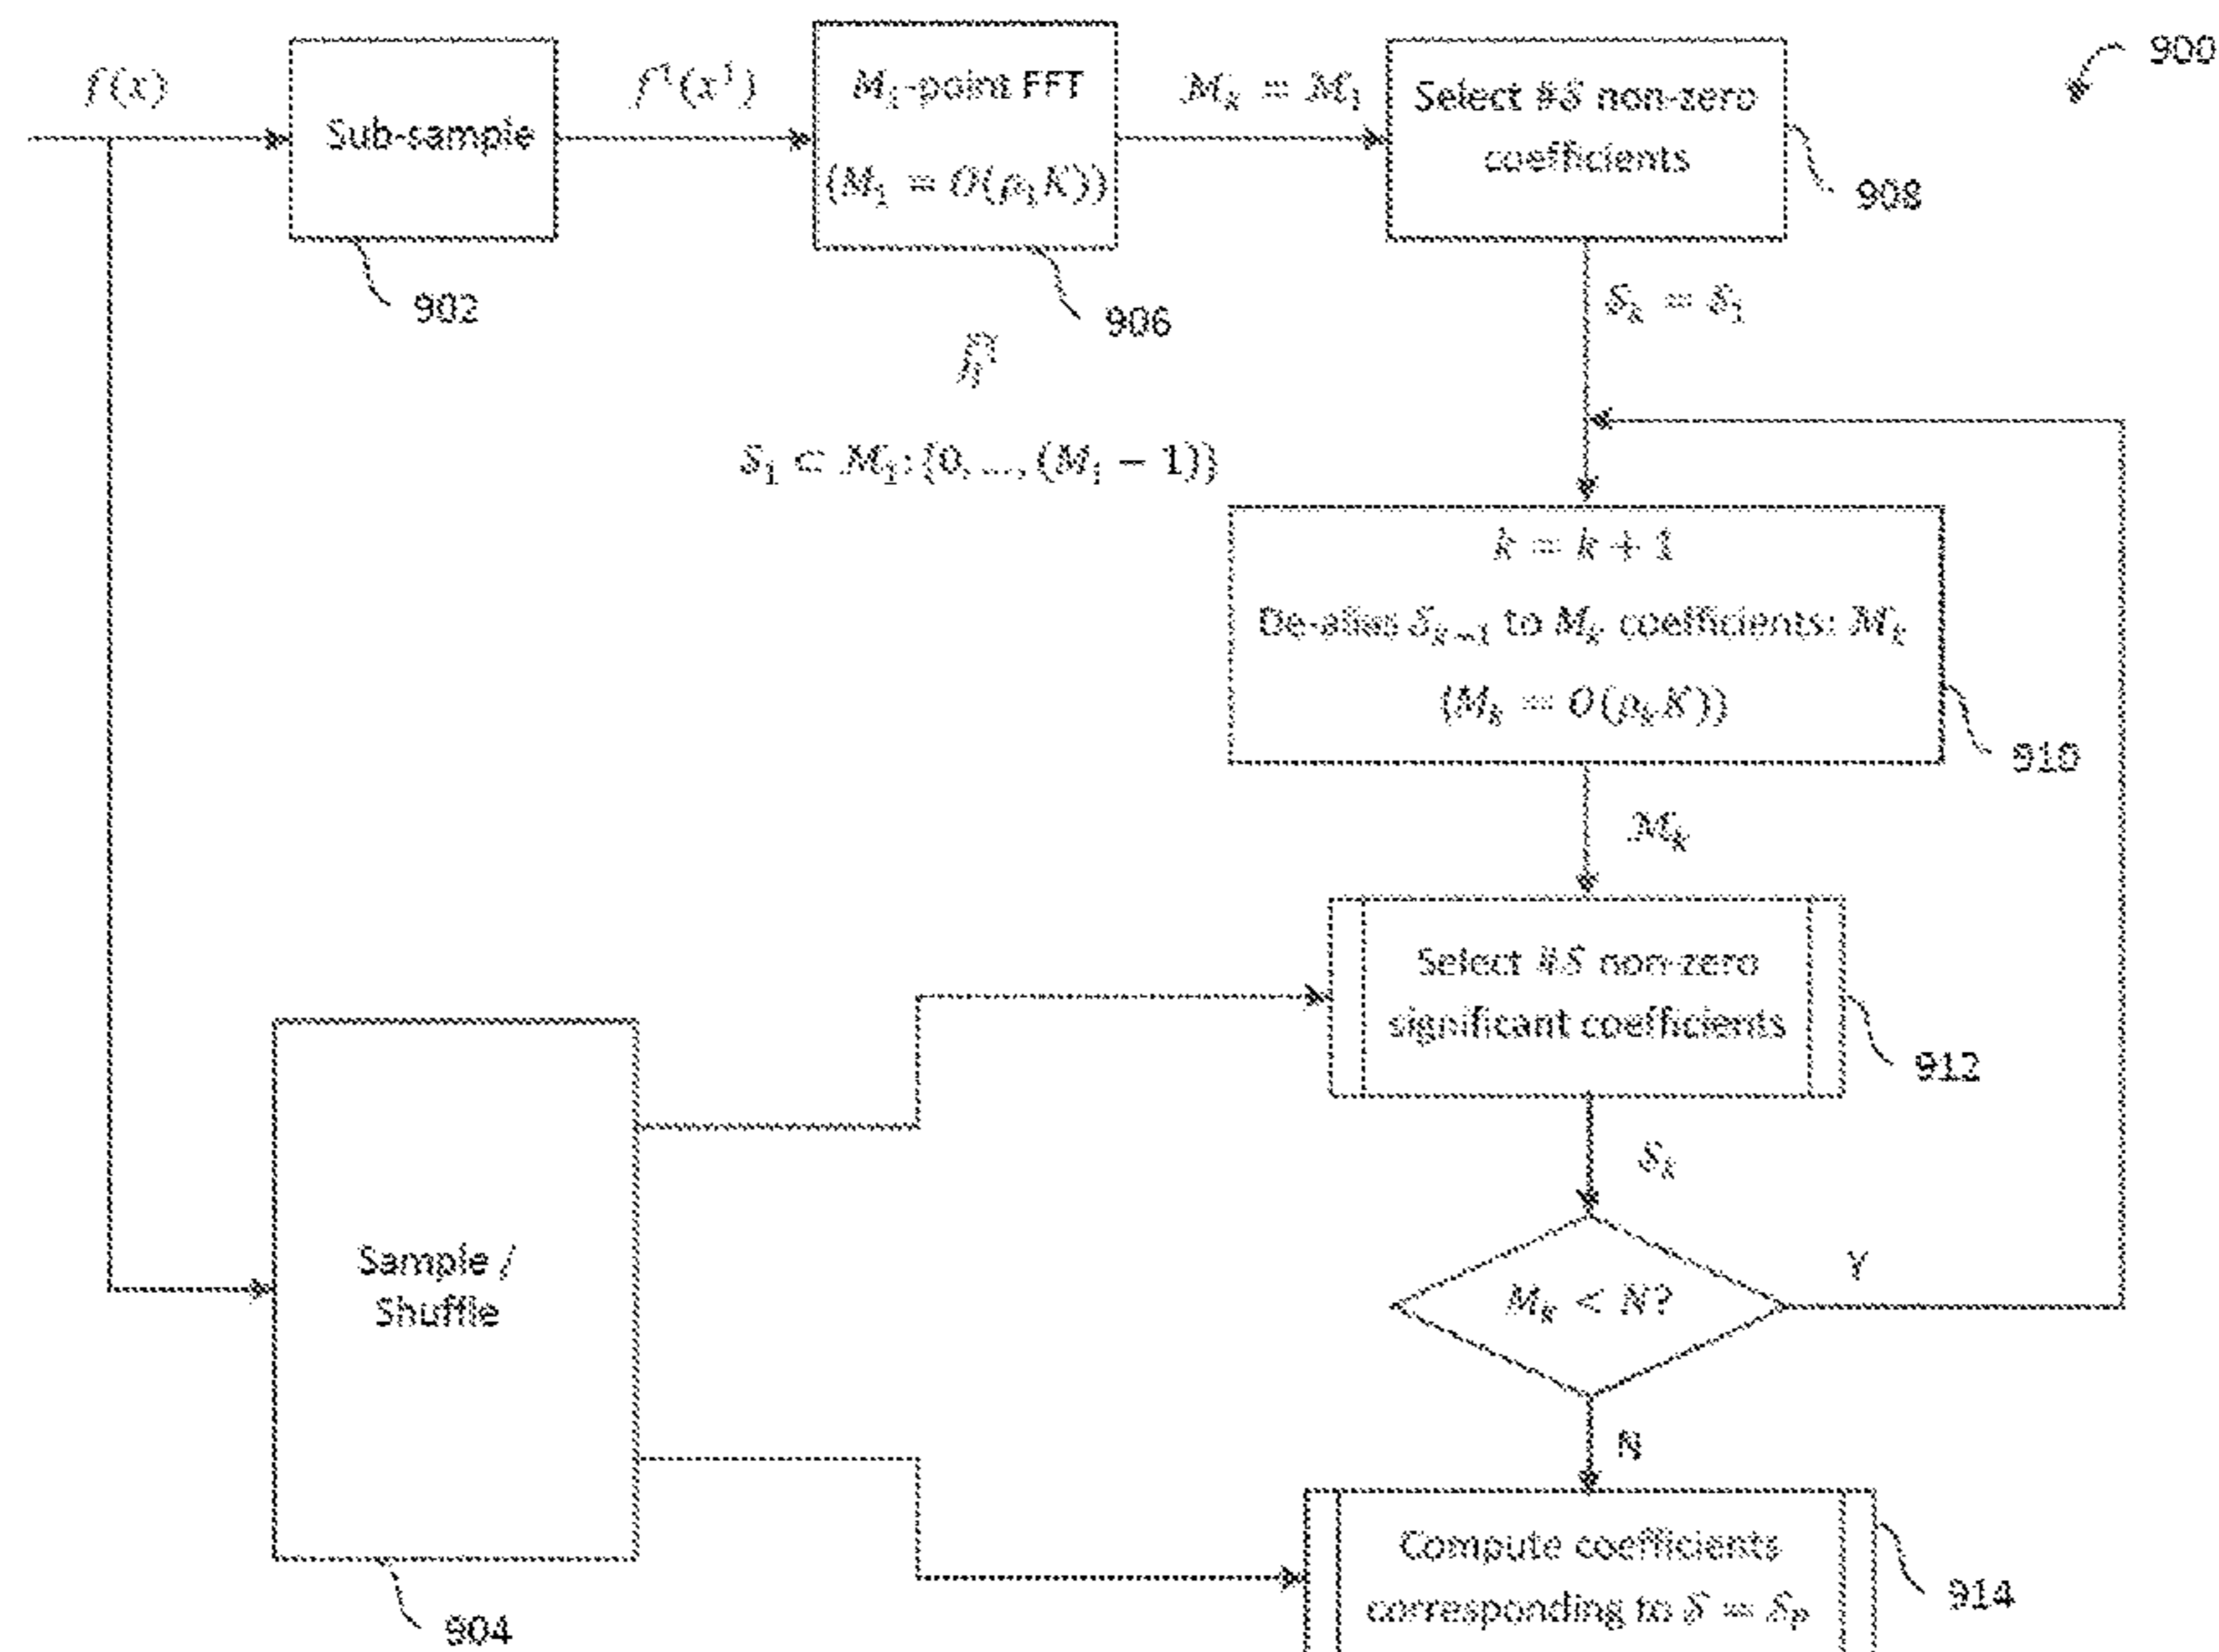 900
f(x)
Sub-sample
902
f¹(x¹)
M₁-point FFT
(M₁ = O(ρ₁K))
906
ℳₖ = ℳ₁
Select #𝒮 non-zero
coefficients
908
𝒮ₖ = 𝒮₁
𝒮₁ ⊂ ℳ₁: {0, ..., (M₁ − 1)}
k = k + 1
De-alias 𝒮ₖ₋₁ to Mₖ coefficients: ℳₖ
(Mₖ = O(ρₖK))
910
ℳₖ
Select #𝒮 non-zero
significant coefficients
912
𝒮ₖ
Mₖ < N?
Y
N
Sample /
Shuffle
904
Compute coefficients
corresponding to 𝒮 = 𝒮ₚ
914